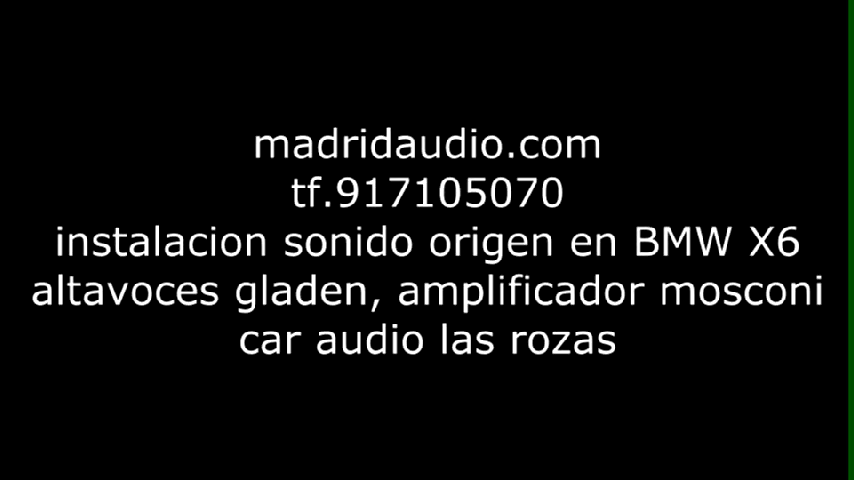 madridaudio.com
tf.917105070
instalacion sonido origen en BMW X6
altavoces gladen, amplificador mosconi
car audio las rozas